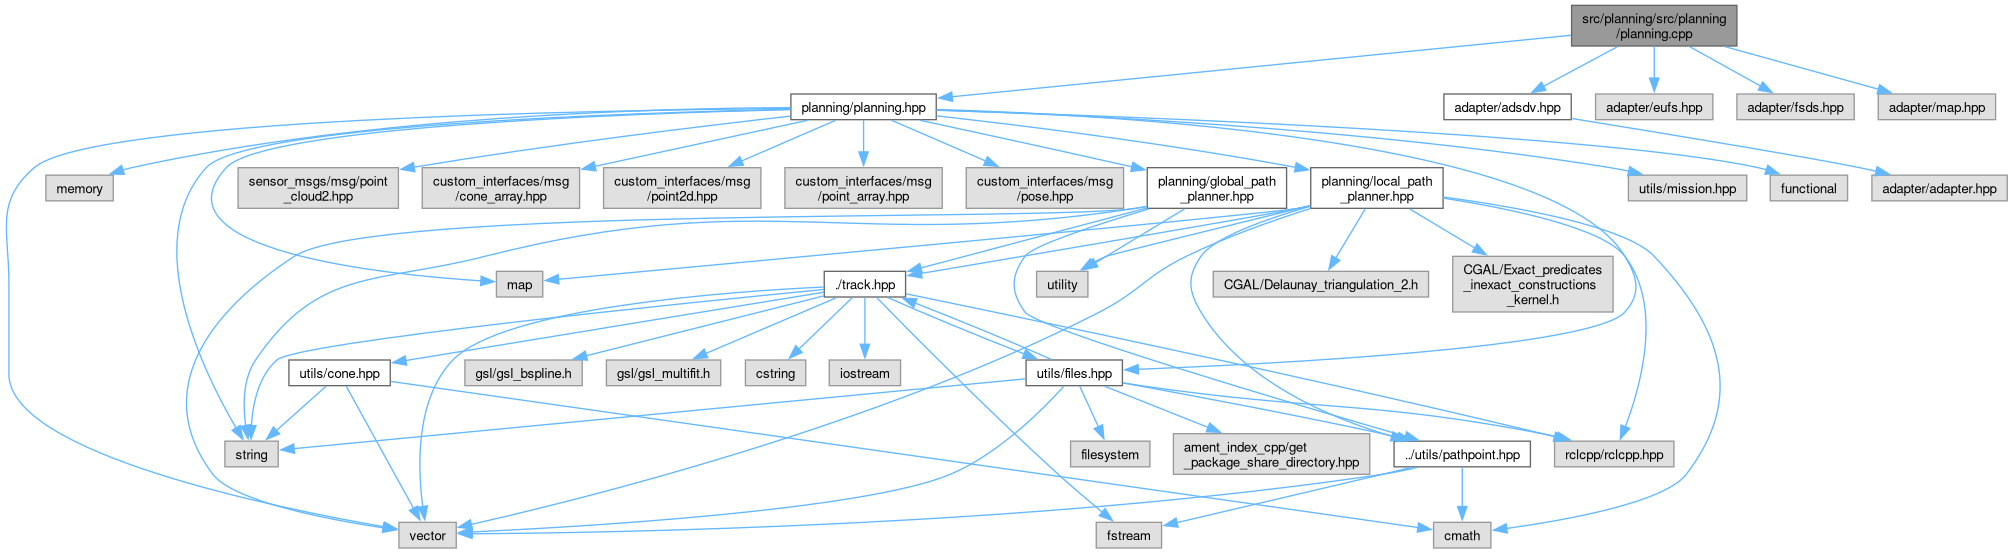 src/planning/src/planning
/planning.cpp
planning/planning.hpp
adapter/adsdv.hpp
adapter/eufs.hpp
adapter/fsds.hpp
adapter/map.hpp
memory
sensor_msgs/msg/point
_cloud2.hpp
custom_interfaces/msg
/cone_array.hpp
custom_interfaces/msg
/point2d.hpp
custom_interfaces/msg
/point_array.hpp
custom_interfaces/msg
/pose.hpp
planning/global_path
_planner.hpp
planning/local_path
_planner.hpp
utils/mission.hpp
functional
adapter/adapter.hpp
map
./track.hpp
utility
CGAL/Delaunay_triangulation_2.h
CGAL/Exact_predicates
_inexact_constructions
_kernel.h
utils/cone.hpp
gsl/gsl_bspline.h
gsl/gsl_multifit.h
cstring
iostream
utils/files.hpp
string
filesystem
ament_index_cpp/get
_package_share_directory.hpp
../utils/pathpoint.hpp
rclcpp/rclcpp.hpp
vector
fstream
cmath